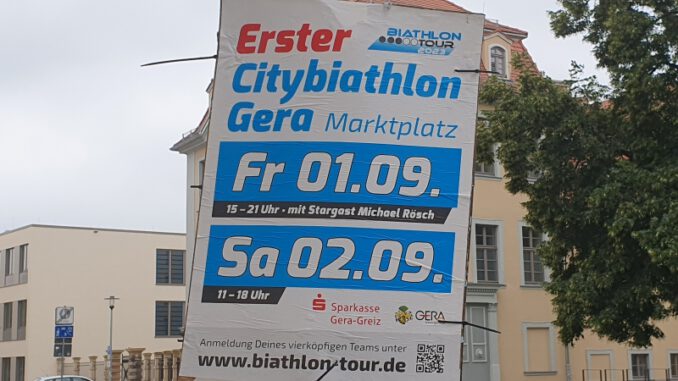 Erster
BIATHLON
TOUR
2023
Citybiathlon
Gera Marktplatz
Fr 01.09.
15 - 21 Uhr • mit Stargast Michael Rösch
Sa 02.09.
11 - 18 Uhr
Sparkasse
Gera-Greiz
GERA
Anmeldung Deines vierköpfigen Teams unter
www.biathlon-tour.de